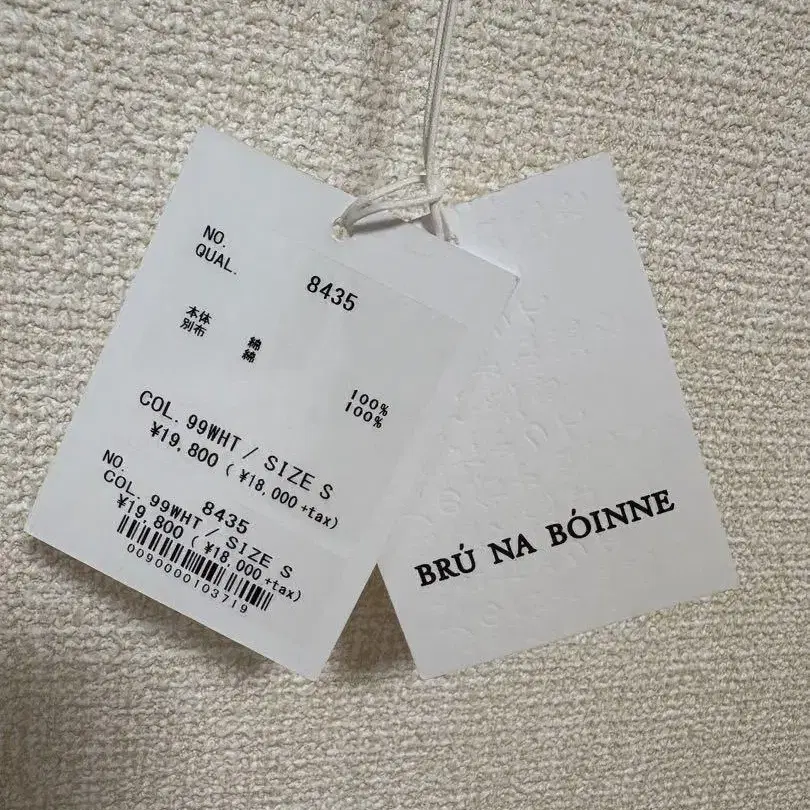 NO.
QUAL.
8435
本体 綿 100%
別布 綿 100%
COL. 99WHT / SIZE S
¥19,800 ( ¥18,000 +tax)
NO. 8435
COL. 99WHT / SIZE S
¥19,800 ( ¥18,000 +tax)
0090000103719
BRÚ NA BÓINNE